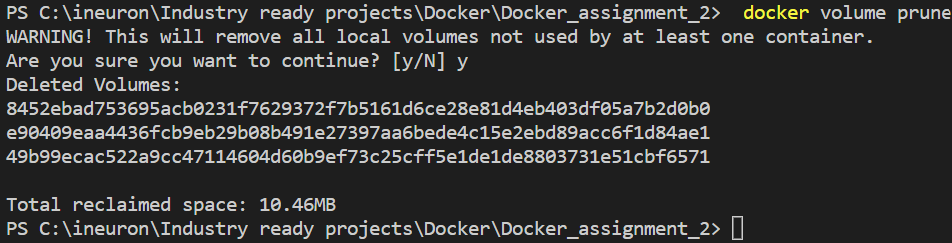 PS C:\ineuron\Industry ready projects\Docker\Docker_assignment_2>  docker volume prune
WARNING! This will remove all local volumes not used by at least one container.
Are you sure you want to continue? [y/N] y
Deleted Volumes:
8452ebad753695acb0231f7629372f7b5161d6ce28e81d4eb403df05a7b2d0b0
e90409eaa4436fcb9eb29b08b491e27397aa6bede4c15e2ebd89acc6f1d84ae1
49b99ecac522a9cc47114604d60b9ef73c25cff5e1de1de8803731e51cbf6571
Total reclaimed space: 10.46MB
PS C:\ineuron\Industry ready projects\Docker\Docker_assignment_2>